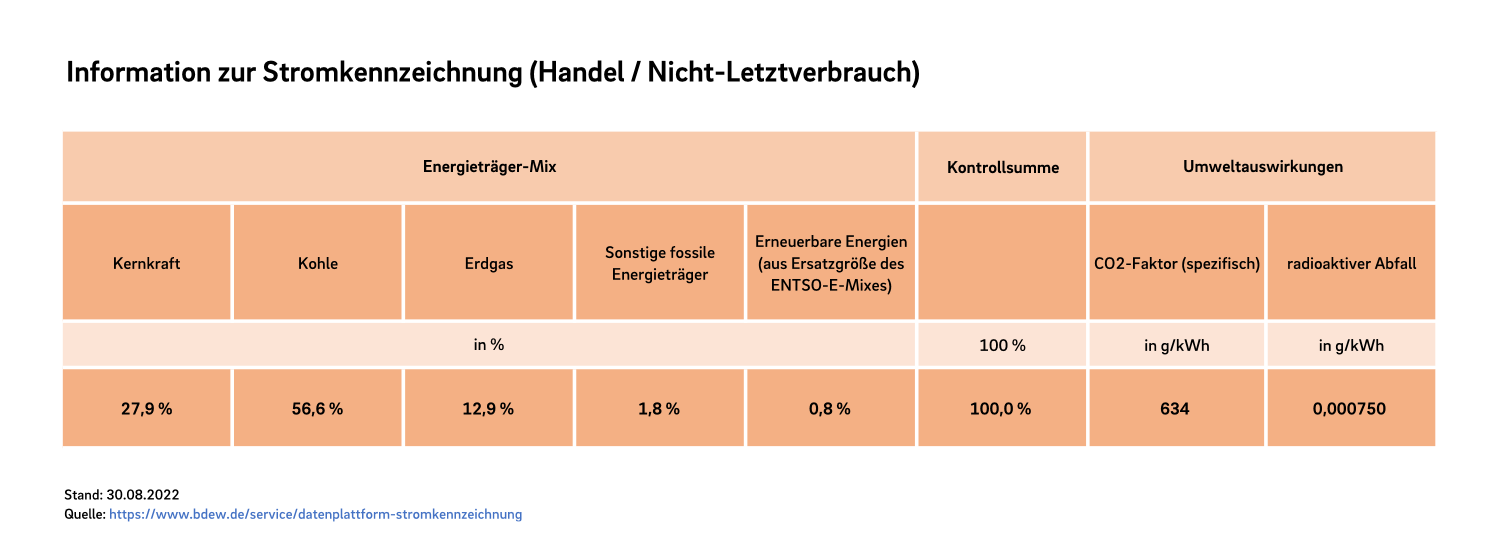 Information zur Stromkennzeichnung (Handel / Nicht-Letztverbrauch)
Energieträger-Mix
Kontrollsumme
Umweltauswirkungen
Kernkraft
Kohle
Erdgas
Sonstige fossile
Energieträger
Erneuerbare Energien
(aus Ersatzgröße des
ENTSO-E-Mixes)
CO2-Faktor (spezifisch)
radioaktiver Abfall
in %
100 %
in g/kWh
in g/kWh
27,9 %
56,6 %
12,9 %
1,8 %
0,8 %
100,0 %
634
0,000750
Stand: 30.08.2022
Quelle: https://www.bdew.de/service/datenplattform-stromkennzeichnung